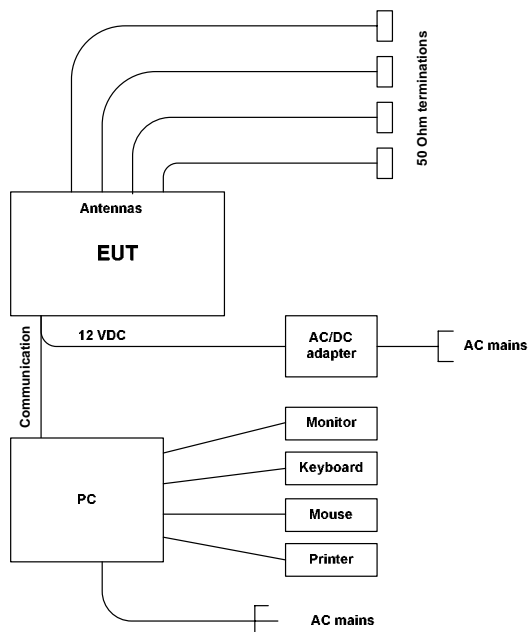 50 Ohm terminations
Antennas
EUT
Communication
12 VDC
AC/DC
adapter
AC mains
Monitor
Keyboard
PC
Mouse
Printer
AC mains